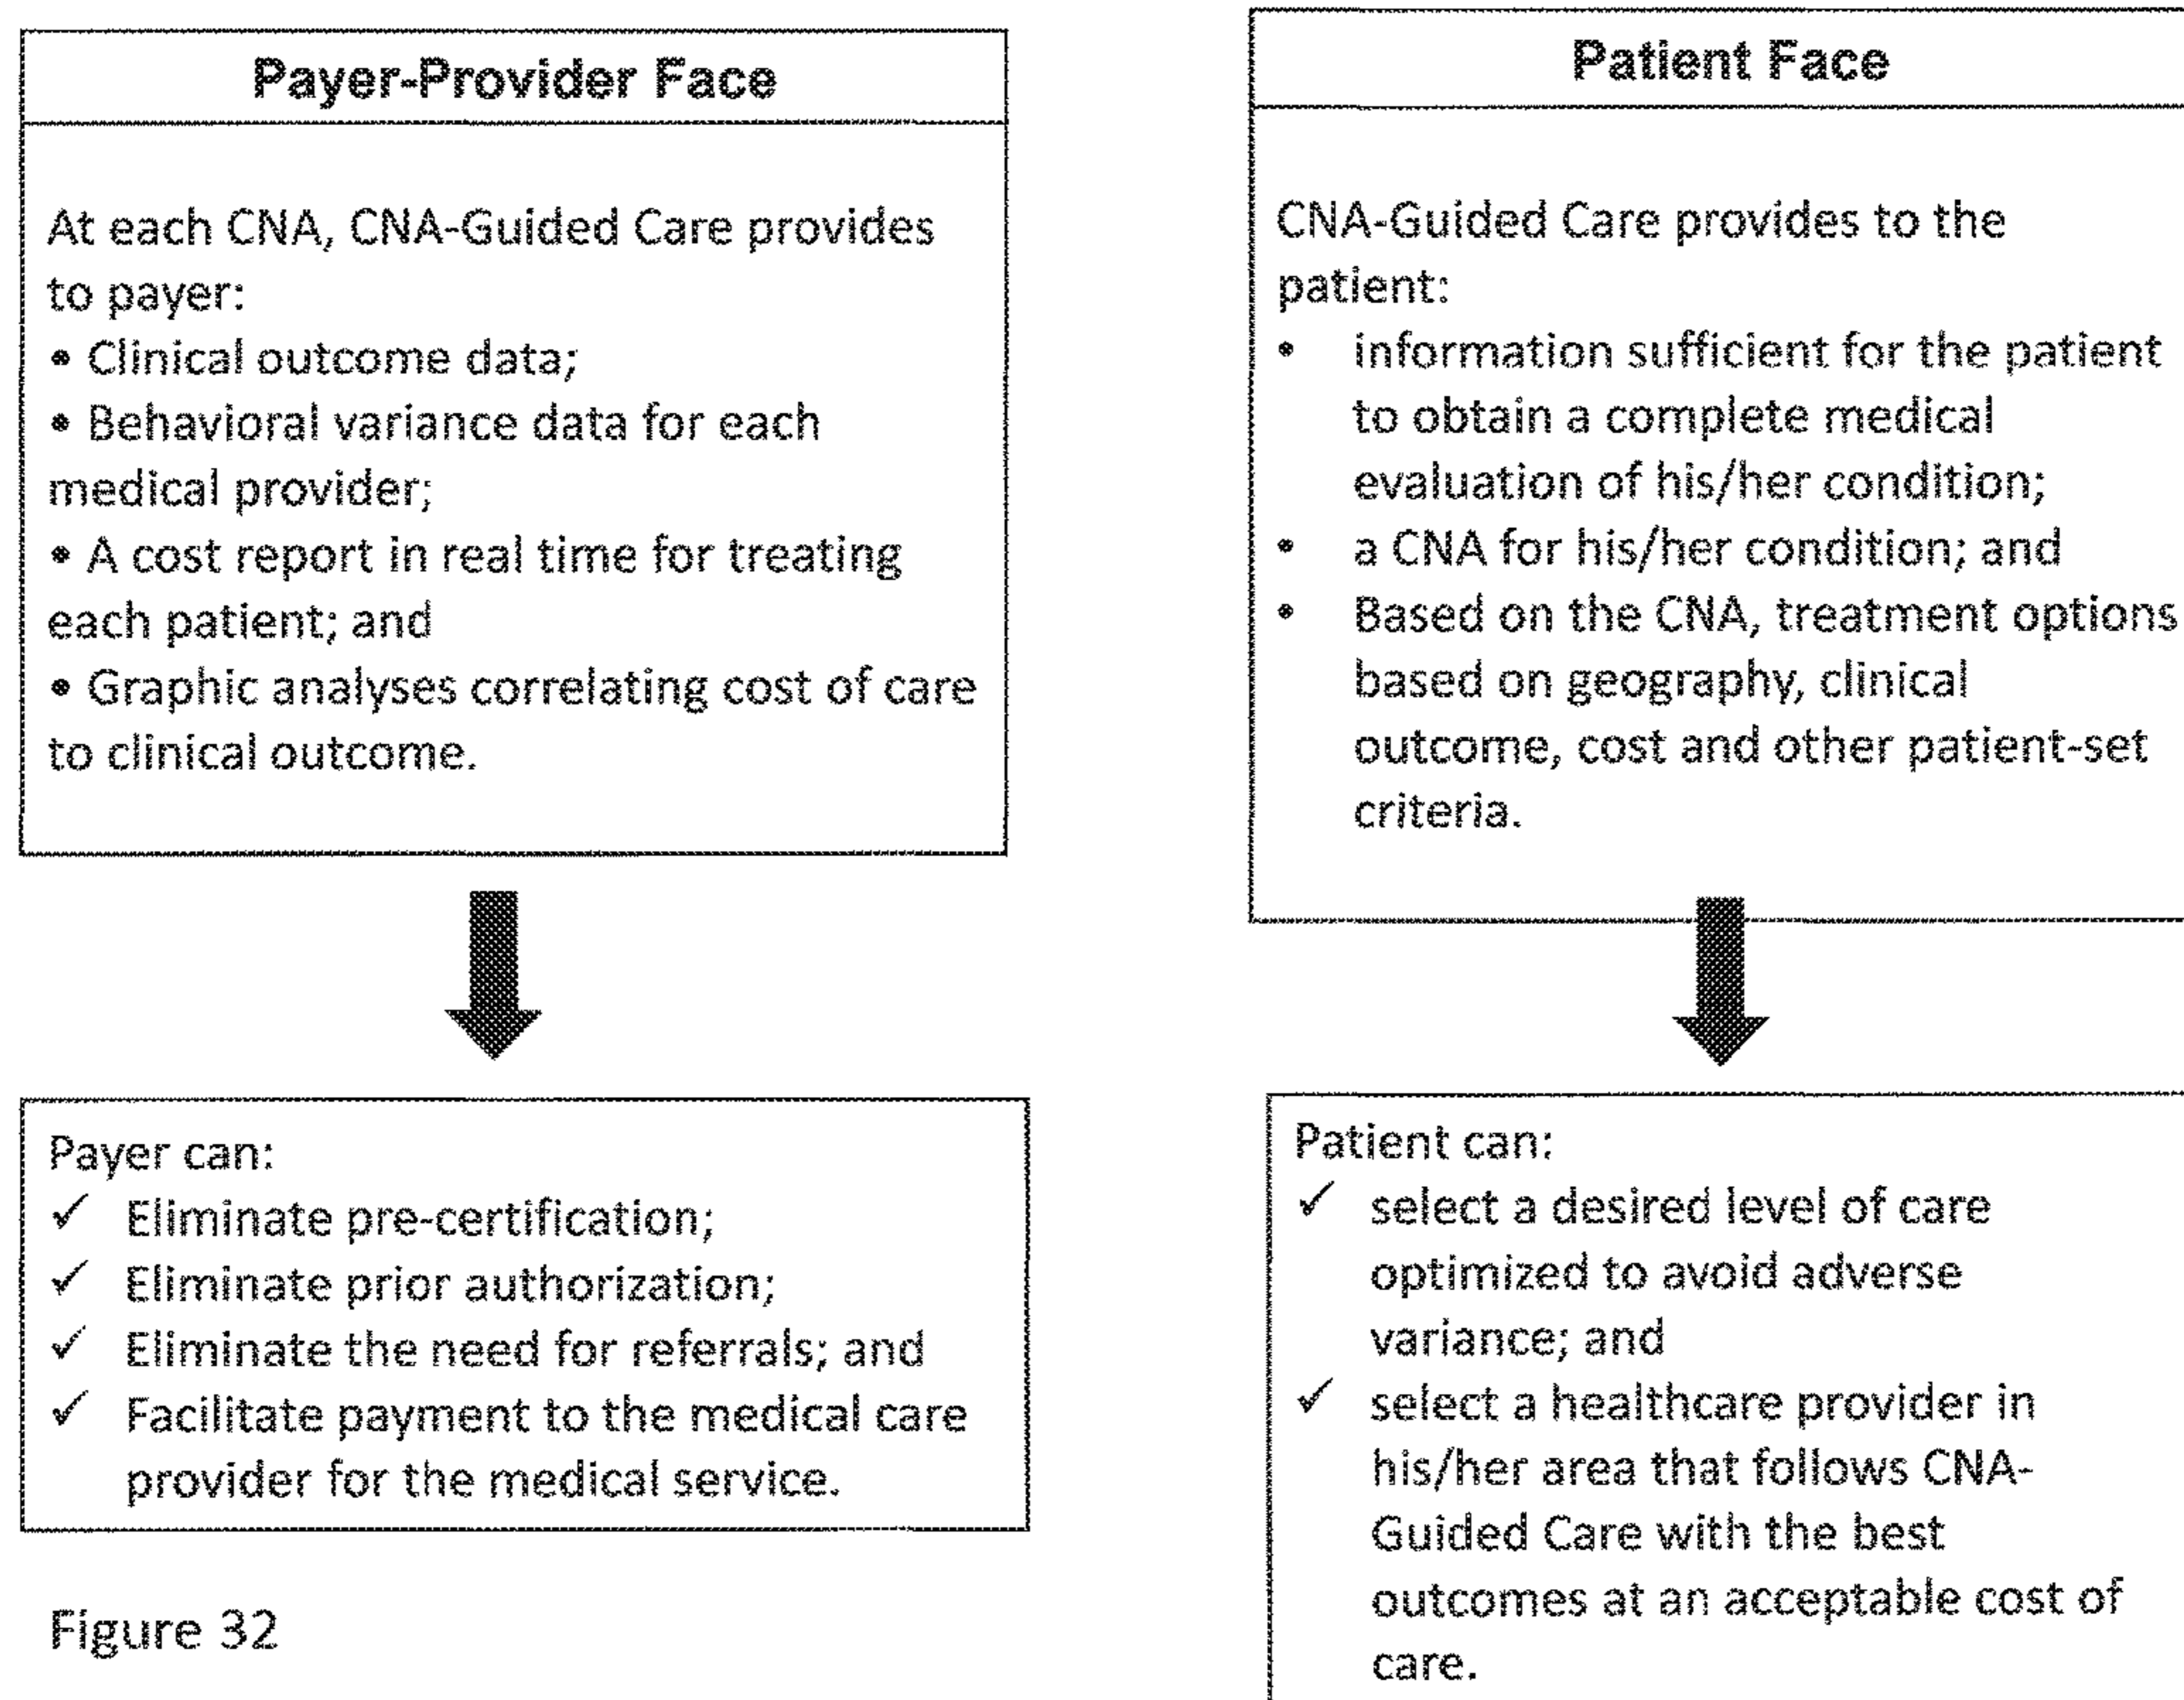 Payer-Provider Face
At each CNA, CNA-Guided Care provides
to payer:
• Clinical outcome data;
• Behavioral variance data for each
medical provider;
• A cost report in real time for treating
each patient; and
• Graphic analyses correlating cost of care
to clinical outcome.
Payer can:
✓ Eliminate pre-certification;
✓ Eliminate prior authorization;
✓ Eliminate the need for referrals; and
✓ Facilitate payment to the medical care
provider for the medical service.
Figure 32
Patient Face
CNA-Guided Care provides to the
patient:
• information sufficient for the patient
to obtain a complete medical
evaluation of his/her condition;
• a CNA for his/her condition; and
• Based on the CNA, treatment options
based on geography, clinical
outcome, cost and other patient-set
criteria.
Patient can:
✓ select a desired level of care
optimized to avoid adverse
variance; and
✓ select a healthcare provider in
his/her area that follows CNA-
Guided Care with the best
outcomes at an acceptable cost of
care.